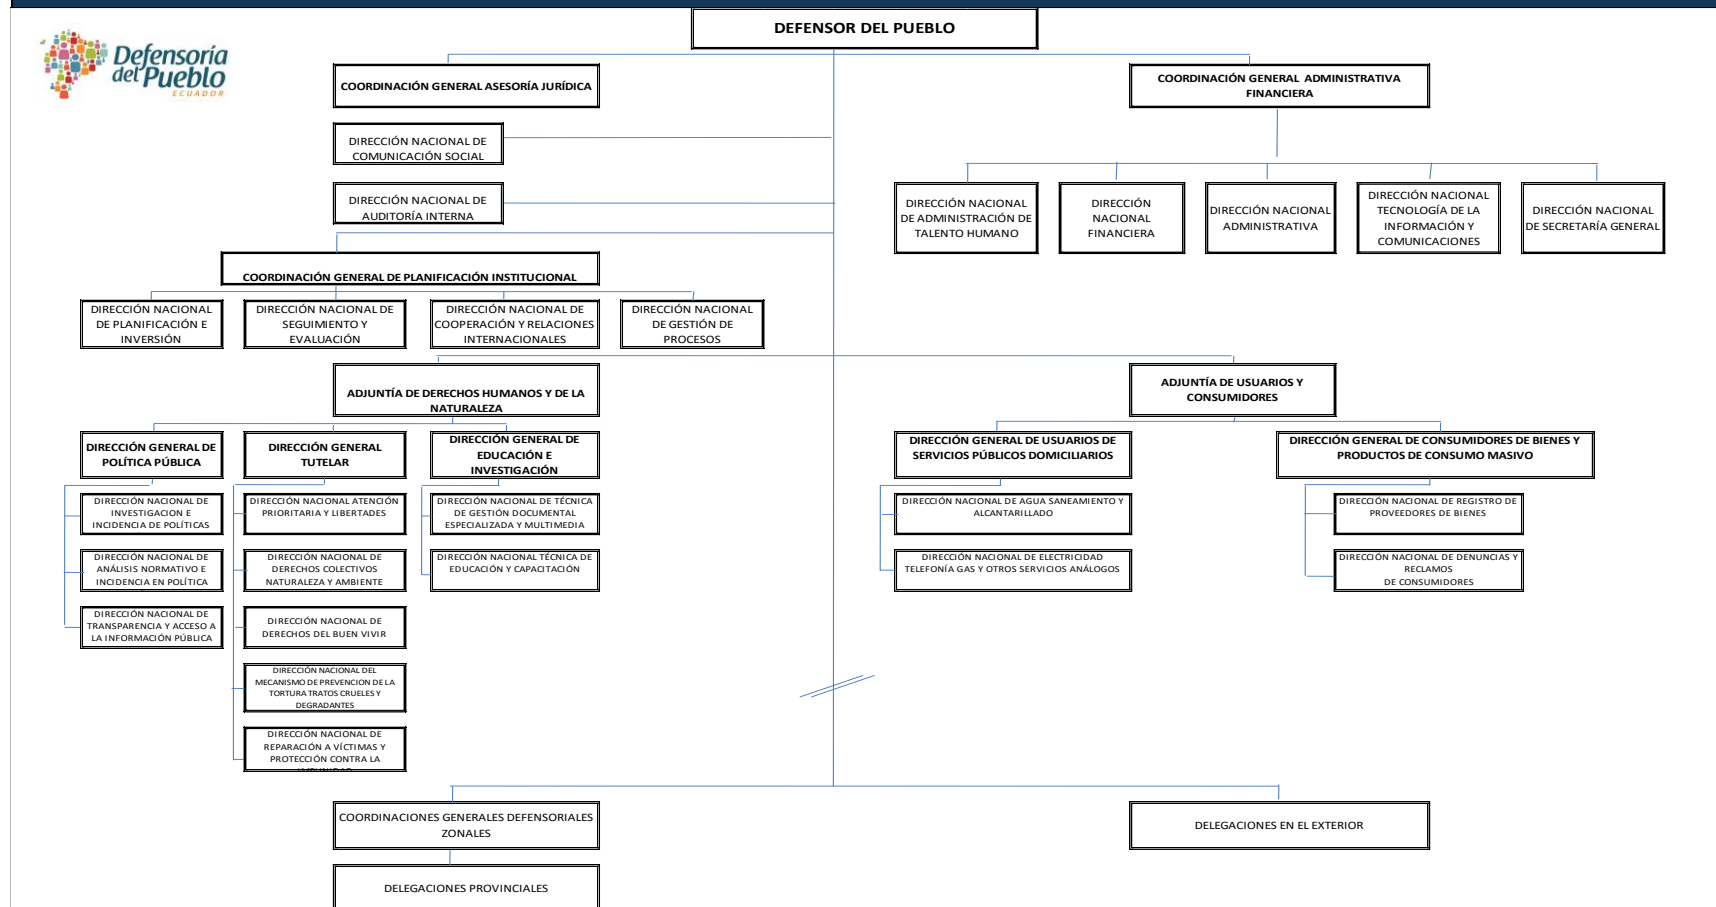 DEFENSOR DEL PUEBLO
Defensoría
del Pueblo
ECUADOR
COORDINACIÓN GENERAL ASESORÍA JURÍDICA
COORDINACIÓN GENERAL ADMINISTRATIVA
FINANCIERA
DIRECCIÓN NACIONAL DE
COMUNICACIÓN SOCIAL
DIRECCIÓN NACIONAL DE
AUDITORÍA INTERNA
DIRECCIÓN NACIONAL
DE ADMINISTRACIÓN DE
TALENTO HUMANO
DIRECCIÓN
NACIONAL
FINANCIERA
DIRECCIÓN NACIONAL
ADMINISTRATIVA
DIRECCIÓN NACIONAL
TECNOLOGÍA DE LA
INFORMACIÓN Y
COMUNICACIONES
DIRECCIÓN NACIONAL
DE SECRETARÍA GENERAL
COORDINACIÓN GENERAL DE PLANIFICACIÓN INSTITUCIONAL
DIRECCIÓN NACIONAL
DE PLANIFICACIÓN E
INVERSIÓN
DIRECCIÓN NACIONAL DE
SEGUIMIENTO Y
EVALUACIÓN
DIRECCIÓN NACIONAL DE
COOPERACIÓN Y RELACIONES
INTERNACIONALES
DIRECCIÓN NACIONAL
DE GESTIÓN DE
PROCESOS
ADJUNTÍA DE DERECHOS HUMANOS Y DE LA
NATURALEZA
ADJUNTÍA DE USUARIOS Y
CONSUMIDORES
DIRECCIÓN GENERAL DE
POLÍTICA PÚBLICA
DIRECCIÓN GENERAL
TUTELAR
DIRECCIÓN GENERAL DE
EDUCACIÓN E
INVESTIGACIÓN
DIRECCIÓN GENERAL DE USUARIOS DE
SERVICIOS PÚBLICOS DOMICILIARIOS
DIRECCIÓN GENERAL DE CONSUMIDORES DE BIENES Y
PRODUCTOS DE CONSUMO MASIVO
DIRECCIÓN NACIONAL DE
INVESTIGACION E
INCIDENCIA DE POLÍTICAS
DIRECCIÓN NACIONAL ATENCIÓN
PRIORITARIA Y LIBERTADES
DIRECCIÓN NACIONAL DE TÉCNICA
DE GESTIÓN DOCUMENTAL
ESPECIALIZADA Y MULTIMEDIA
DIRECCIÓN NACIONAL DE AGUA SANEAMIENTO Y
ALCANTARILLADO
DIRECCIÓN NACIONAL DE REGISTRO DE
PROVEEDORES DE BIENES
DIRECCIÓN NACIONAL DE
ANÁLISIS NORMATIVO E
INCIDENCIA EN POLÍTICA
DIRECCIÓN NACIONAL DE
DERECHOS COLECTIVOS
NATURALEZA Y AMBIENTE
DIRECCIÓN NACIONAL TÉCNICA DE
EDUCACIÓN Y CAPACITACIÓN
DIRECCIÓN NACIONAL DE ELECTRICIDAD
TELEFONÍA GAS Y OTROS SERVICIOS ANÁLOGOS
DIRECCIÓN NACIONAL DE DENUNCIAS Y
RECLAMOS
DE CONSUMIDORES
DIRECCIÓN NACIONAL DE
TRANSPARENCIA Y ACCESO A
LA INFORMACIÓN PÚBLICA
DIRECCIÓN NACIONAL DE
DERECHOS DEL BUEN VIVIR
DIRECCIÓN NACIONAL DEL
MECANISMO DE PREVENCION DE LA
TORTURA TRATOS CRUELES Y
DEGRADANTES
DIRECCIÓN NACIONAL DE
REPARACIÓN A VÍCTIMAS Y
PROTECCIÓN CONTRA LA
COORDINACIONES GENERALES DEFENSORIALES
ZONALES
DELEGACIONES EN EL EXTERIOR
DELEGACIONES PROVINCIALES